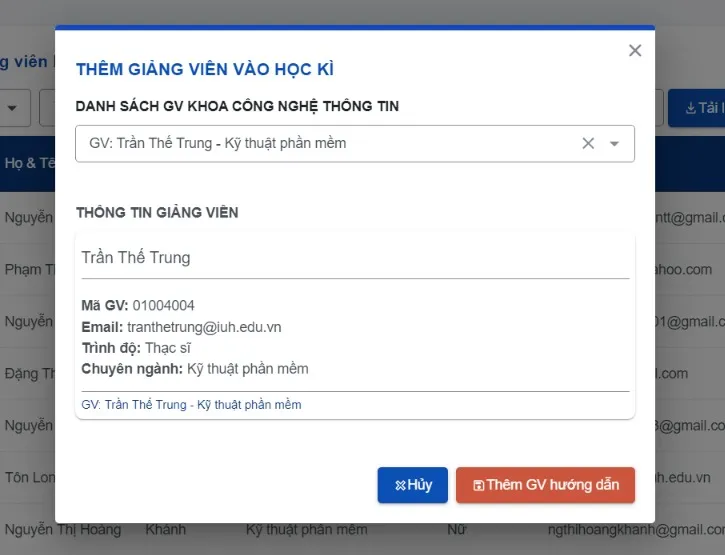 g viên
THÊM GIẢNG VIÊN VÀO HỌC KÌ
DANH SÁCH GV KHOA CÔNG NGHỆ THÔNG TIN
GV: Trần Thế Trung - Kỹ thuật phần mềm
Tải
Họ & Tê
THÔNG TIN GIẢNG VIÊN
Nguyễn
ntt@gmail.c
Trần Thế Trung
Phạm Ti
ahoo.com
Mã GV: 01004004
Nguyễn
01@gmail.c
Email: tranthetrung@iuh.edu.vn
Trình độ: Thạc sĩ
Chuyên ngành: Kỹ thuật phần mềm
Đặng Th
l.com
GV: Trần Thế Trung - Kỹ thuật phần mềm
Nguyễn
8@gmail.co
Tôn Lon
uh.edu.vn
Hủy
Thêm GV hướng dẫn
Nguyễn Thị Hoàng Khánh Kỹ thuật phần mềm Nữ ngthihoangkhanh@gmail.co